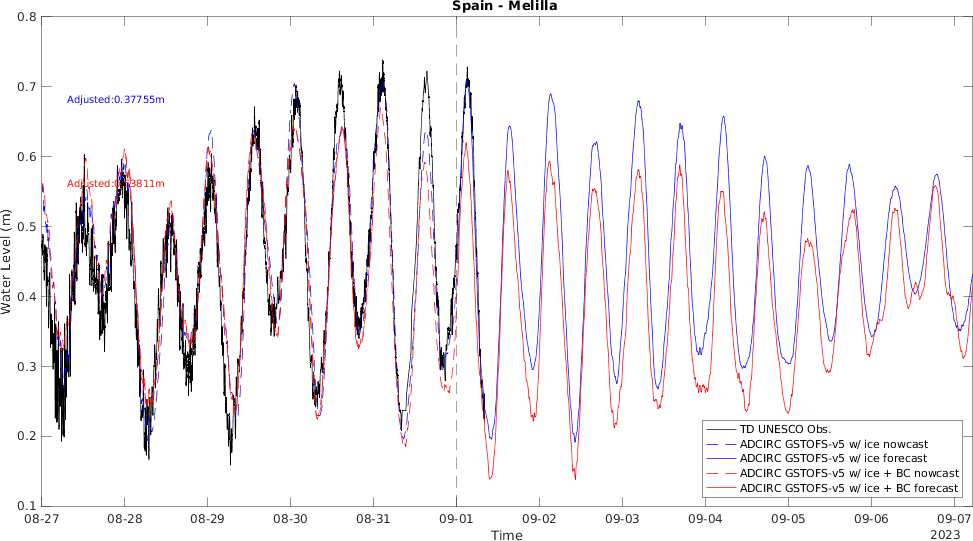 Spain - Melilla
0.8
0.7
0.6
0.5
0.4
0.3
0.2
0.1
Water Level (m)
Adjusted:0.37755m
TD UNESCO Obs.
ADCIRC GSTOFS-v5 w/ ice nowcast
ADCIRC GSTOFS-v5 w/ ice forecast
ADCIRC GSTOFS-v5 w/ ice + BC nowcast
ADCIRC GSTOFS-v5 w/ ice + BC forecast
08-27 08-28 08-29 08-30 08-31 09-01 09-02 09-03 09-04 09-05 09-06 09-07
2023
Time